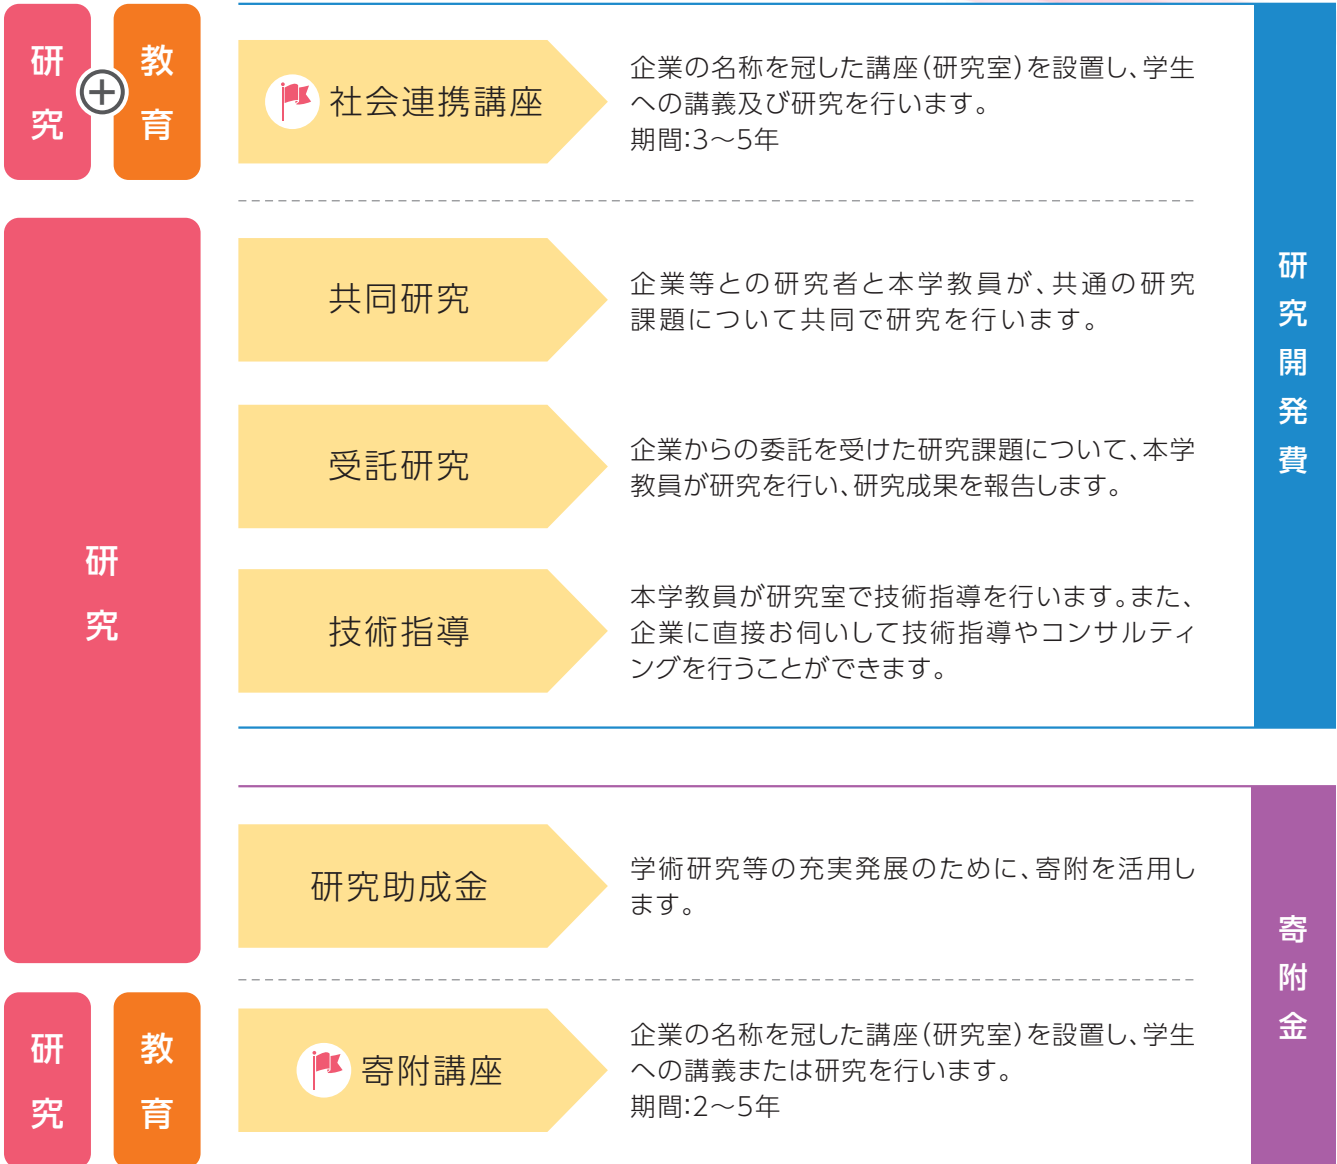 研究
教育
社会連携講座
企業の名称を冠した講座(研究室)を設置し、学生
への講義及び研究を行います。
期間:3〜5年
研究
共同研究
企業等との研究者と本学教員が、共通の研究
課題について共同で研究を行います。
受託研究
企業からの委託を受けた研究課題について、本学
教員が研究を行い、研究成果を報告します。
技術指導
本学教員が研究室で技術指導を行います。また、
企業に直接お伺いして技術指導やコンサルティ
ングを行うことができます。
研究開発費
研究助成金
学術研究等の充実発展のために、寄附を活用し
ます。
研究
教育
寄附講座
企業の名称を冠した講座(研究室)を設置し、学生
への講義または研究を行います。
期間:2〜5年
寄附金